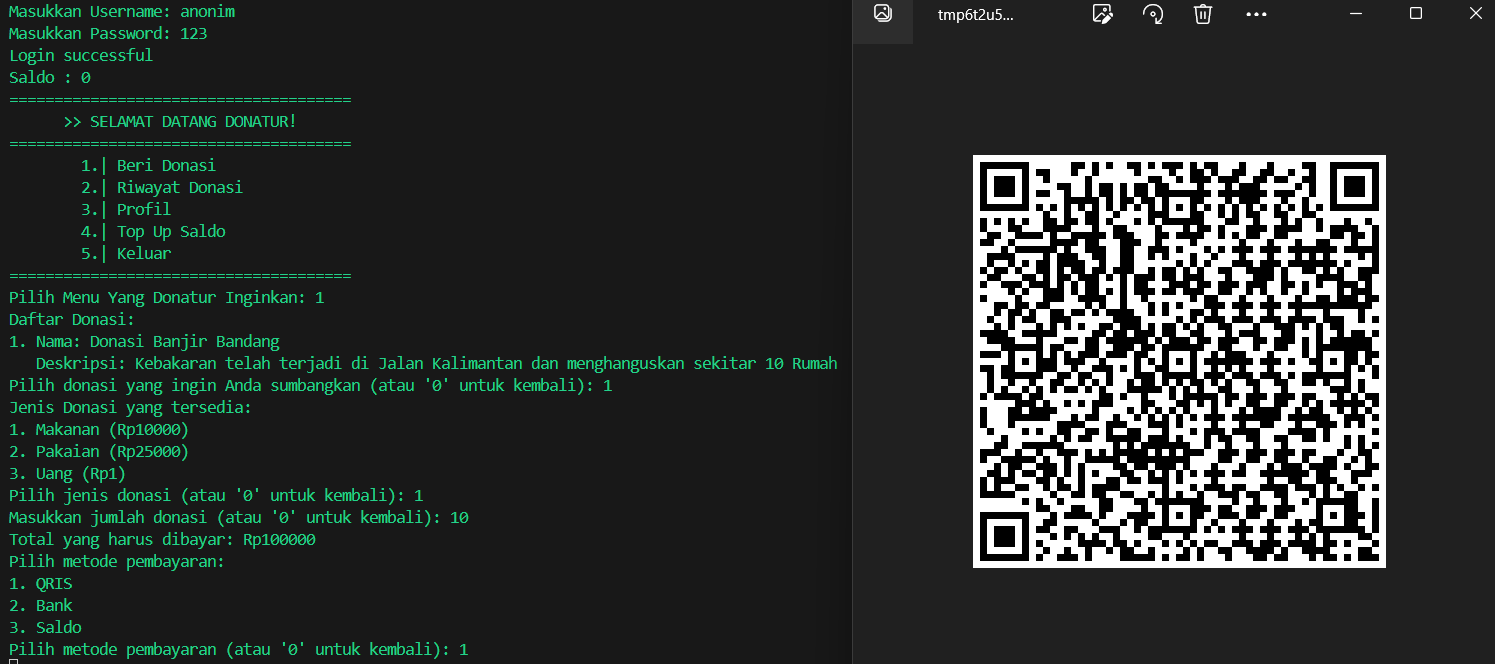 Masukkan Username: anonim
Masukkan Password: 123
Login successful
Saldo : 0
======================================
>> SELAMAT DATANG DONATUR!
======================================
1.| Beri Donasi
2.| Riwayat Donasi
3.| Profil
4.| Top Up Saldo
5.| Keluar
======================================
Pilih Menu Yang Donatur Inginkan: 1
Daftar Donasi:
1. Nama: Donasi Banjir Bandang
Deskripsi: Kebakaran telah terjadi di Jalan Kalimantan dan menghanguskan sekitar 10 Rumah
Pilih donasi yang ingin Anda sumbangkan (atau '0' untuk kembali): 1
Jenis Donasi yang tersedia:
1. Makanan (Rp10000)
2. Pakaian (Rp25000)
3. Uang (Rp1)
Pilih jenis donasi (atau '0' untuk kembali): 1
Masukkan jumlah donasi (atau '0' untuk kembali): 10
Total yang harus dibayar: Rp100000
Pilih metode pembayaran:
1. QRIS
2. Bank
3. Saldo
Pilih metode pembayaran (atau '0' untuk kembali): 1
tmp6t2u5...